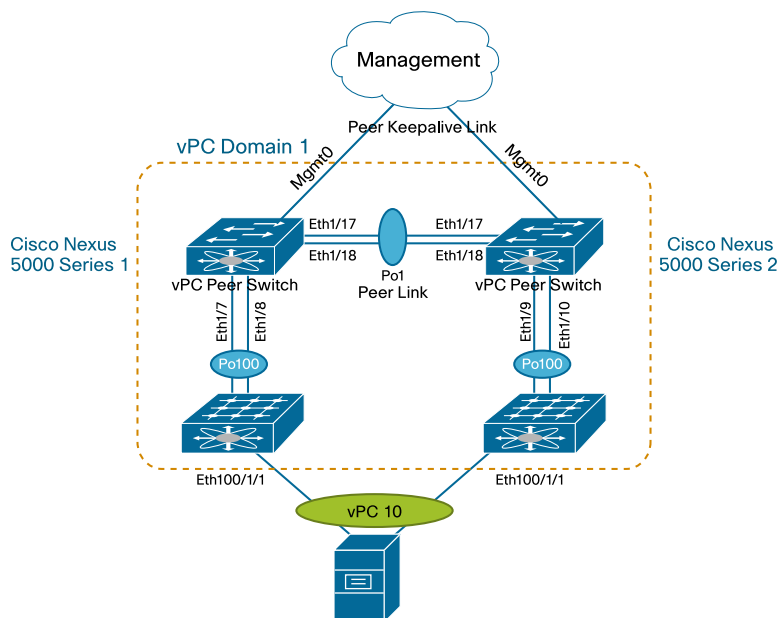 Management
Peer Keepalive Link
vPC Domain 1
Mgmt0
Mgmt0
Cisco Nexus
5000 Series 1
Eth1/17
Eth1/17
Eth1/18
Eth1/18
Cisco Nexus
5000 Series 2
vPC Peer Switch
Po1
Peer Link
vPC Peer Switch
Eth1/7
Eth1/8
Eth1/9
Eth1/10
Po100
Po100
Eth100/1/1
Eth100/1/1
vPC 10